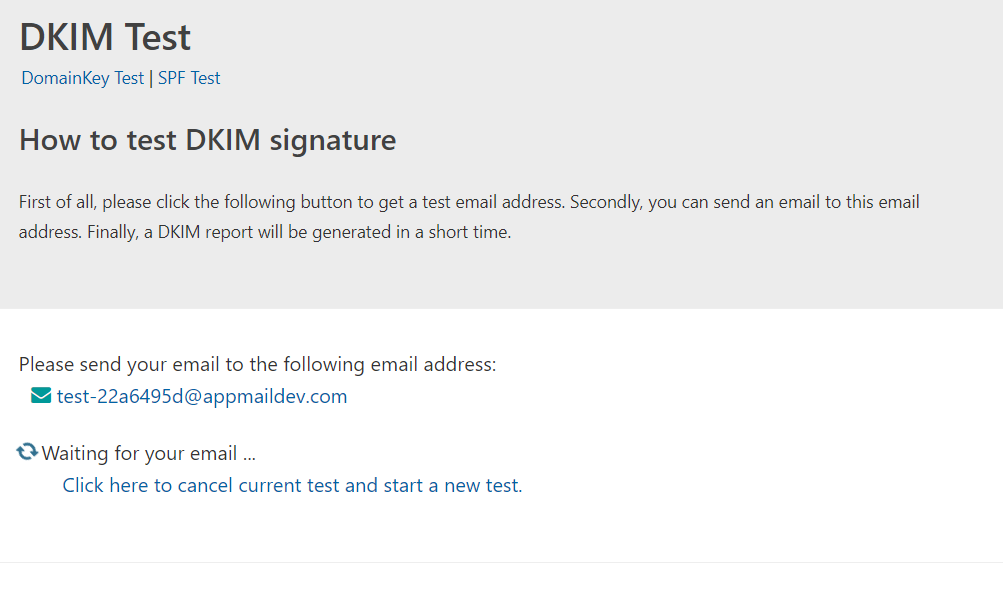 DKIM Test
DomainKey Test | SPF Test
How to test DKIM signature
First of all, please click the following button to get a test email address. Secondly, you can send an email to this email
address. Finally, a DKIM report will be generated in a short time.
Please send your email to the following email address:
test-22a6495d@appmaildev.com
Waiting for your email ...
Click here to cancel current test and start a new test.